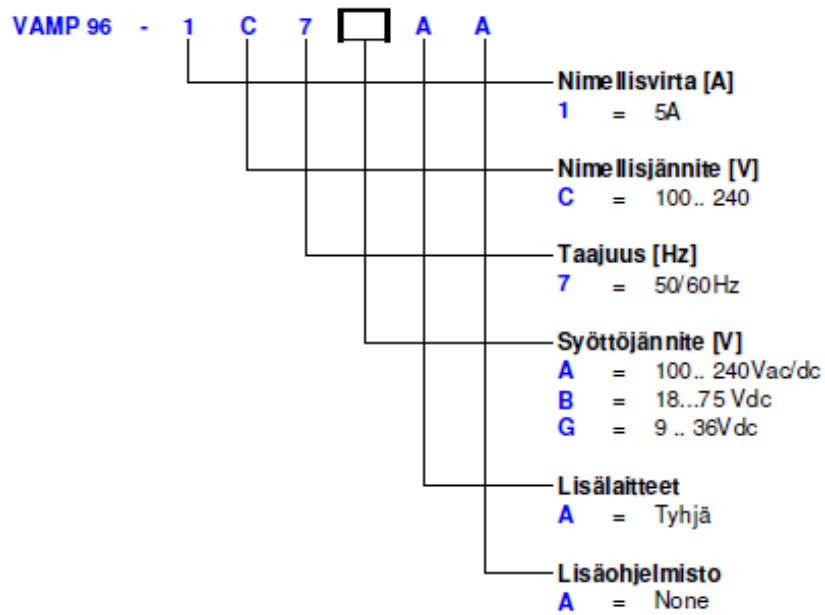 VAMP 96 - 1 C 7 A A
Nimellisvirta [A]
1 = 5A
Nimellisjännite [V]
C = 100.. 240
Taajuus [Hz]
7 = 50/60Hz
Syöttöjännite [V]
A = 100.. 240Vac/dc
B = 18...75 Vdc
G = 9 .. 36Vdc
Lisälaitteet
A = Tyhjä
Lisäohjelmisto
A = None